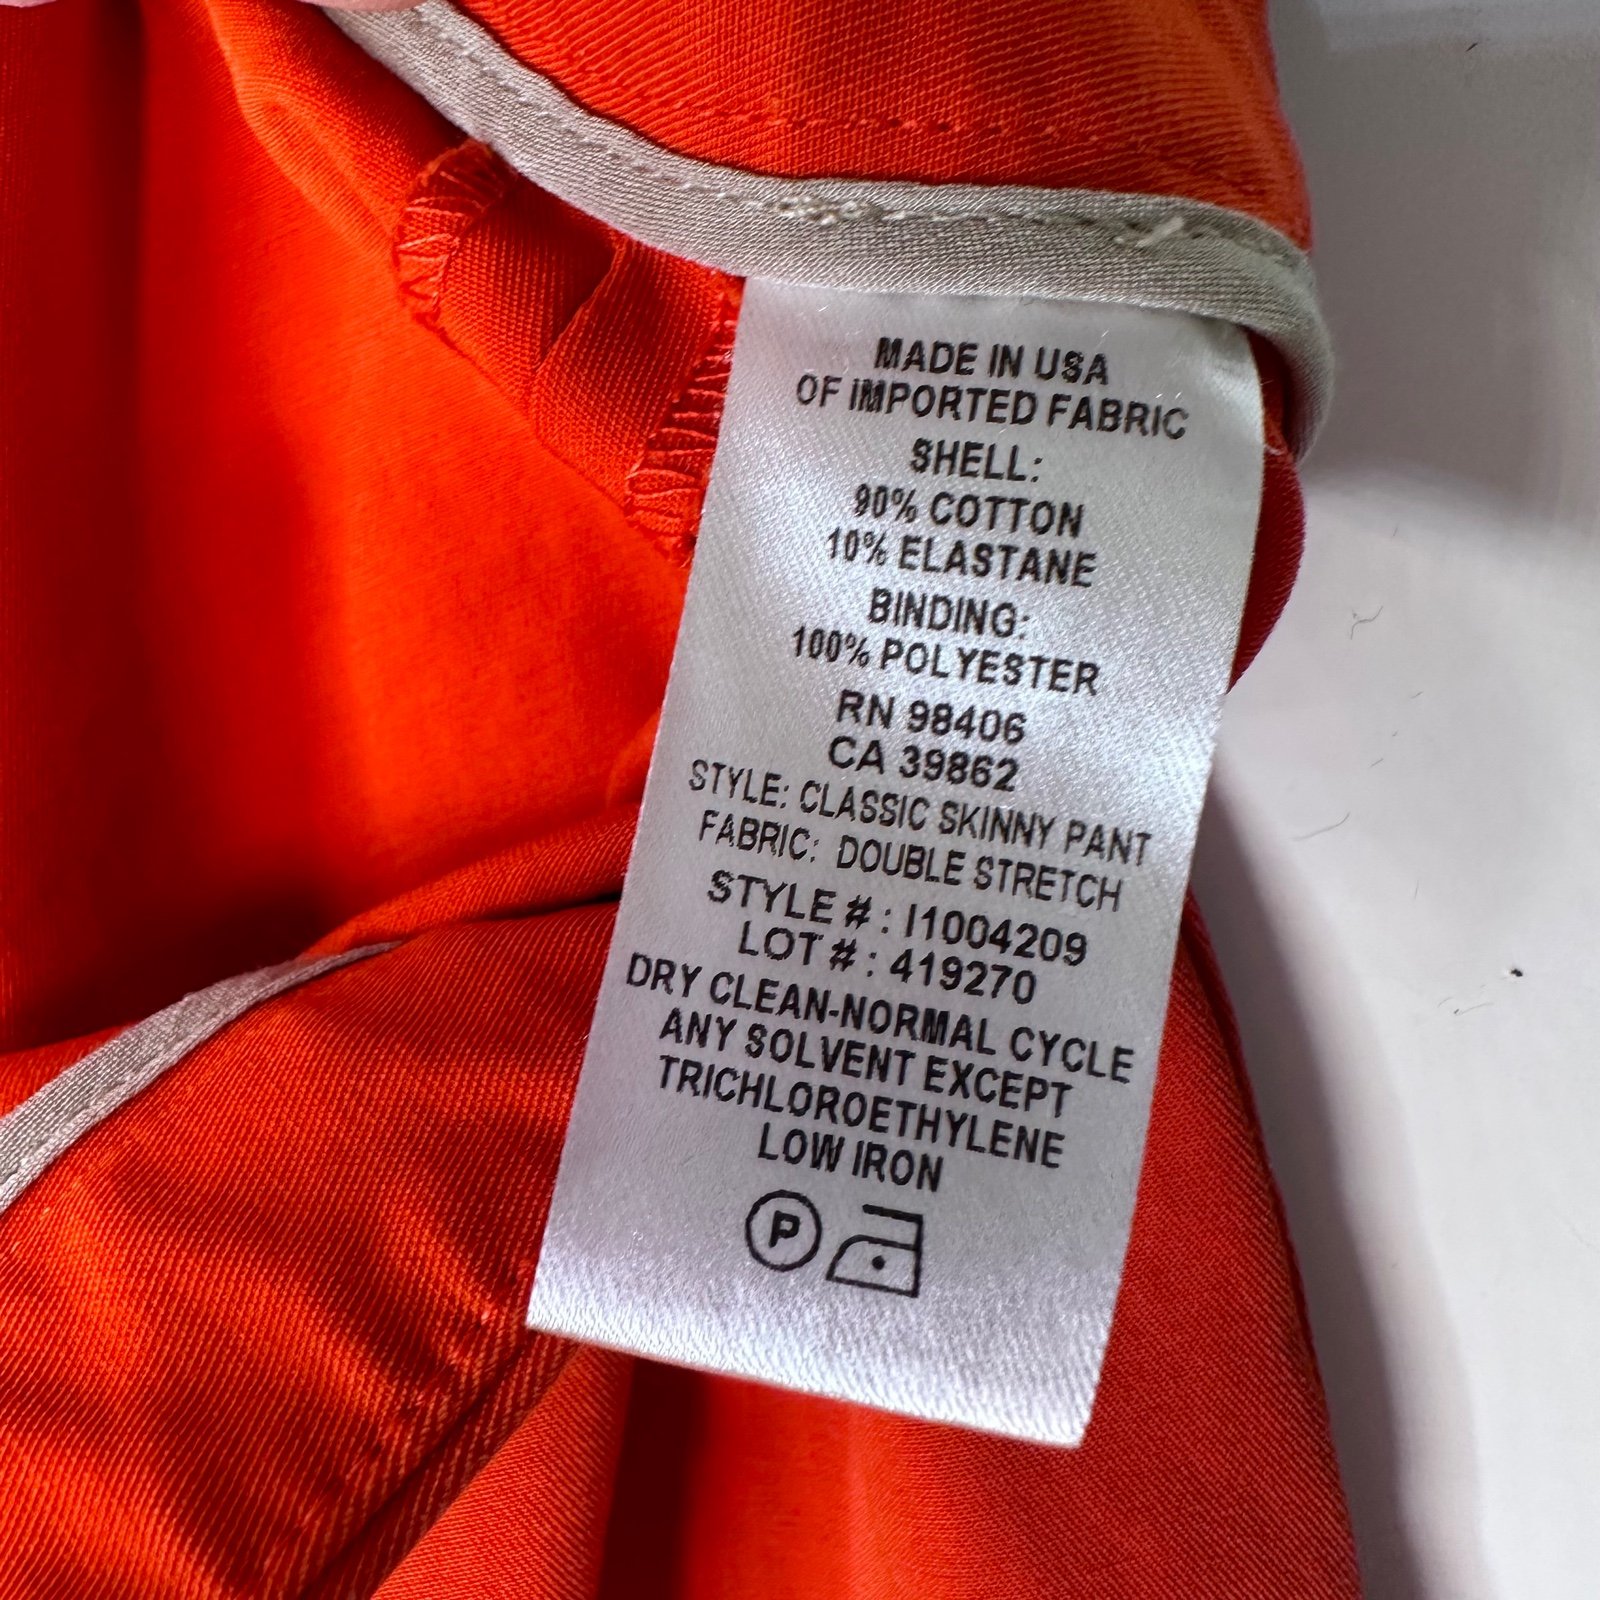 MADE IN USA
OF IMPORTED FABRIC
SHELL:
90% COTTON
10% ELASTANE
BINDING:
100% POLYESTER
RN 98406
CA 39862
STYLE: CLASSIC SKINNY PANT
FABRIC: DOUBLE STRETCH
STYLE # : I1004209
LOT # : 419270
DRY CLEAN-NORMAL CYCLE
ANY SOLVENT EXCEPT
TRICHLOROETHYLENE
LOW IRON
P